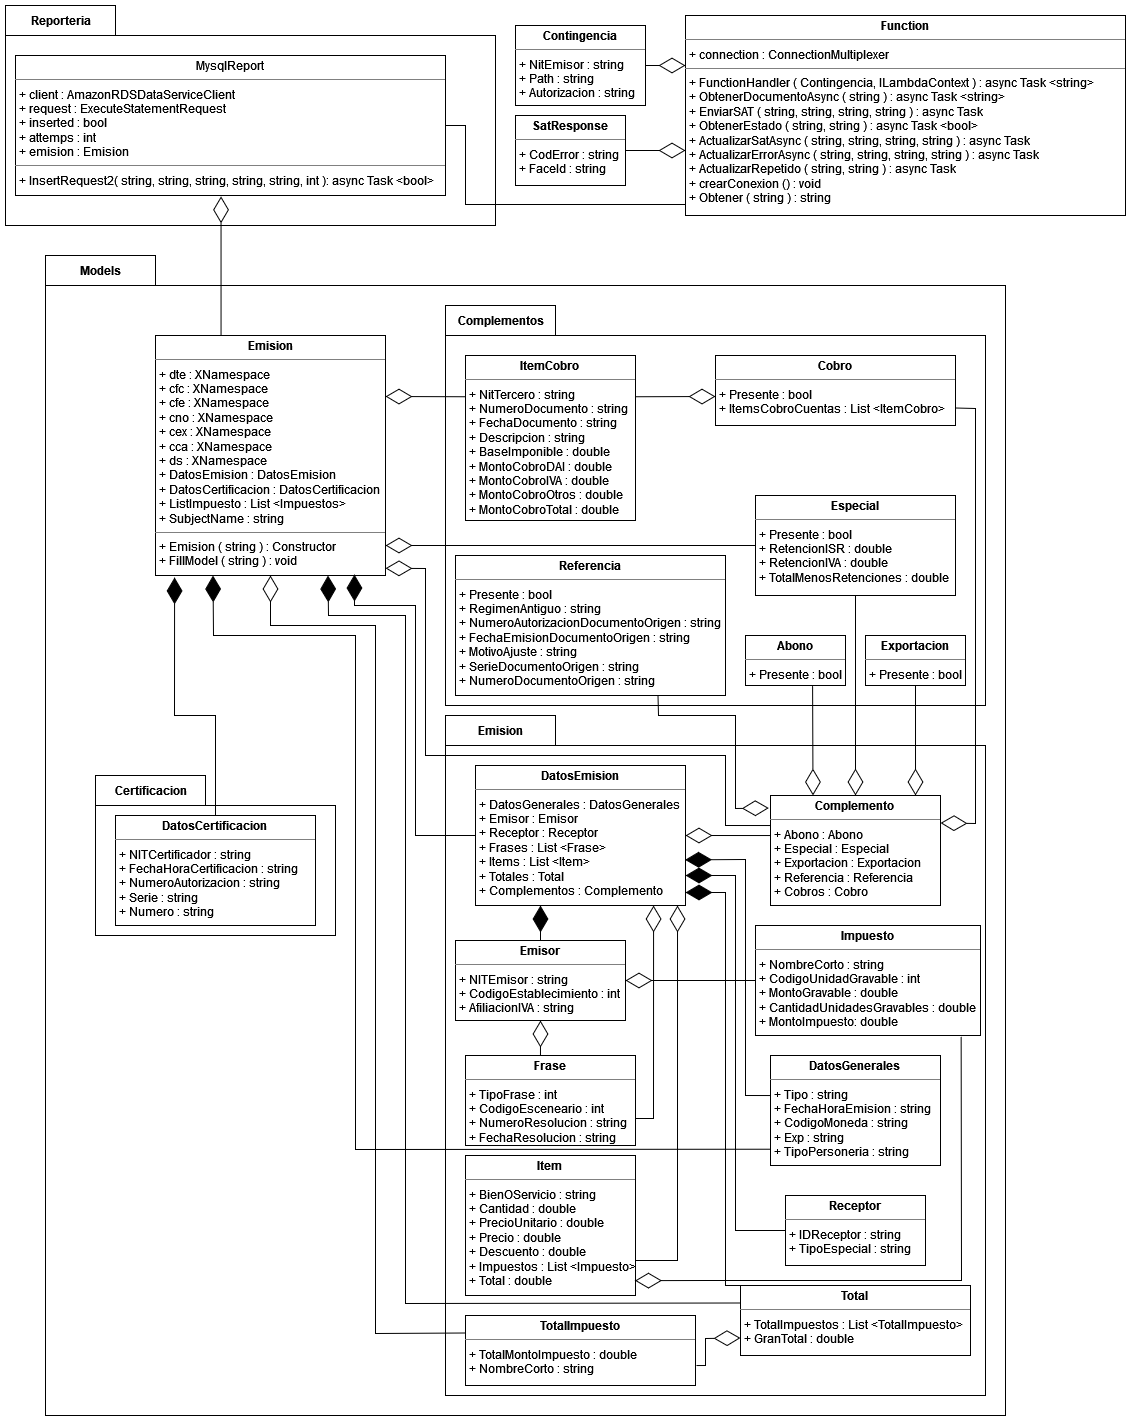 Reporteria
MysqlReport
+ client : AmazonRDSDataServiceClient
+ request : ExecuteStatementRequest
+ inserted : bool
+ attemps : int
+ emision : Emision
+ InsertRequest2( string, string, string, string, string, int ): async Task <bool>
Contingencia
+ NitEmisor : string
+ Path : string
+ Autorizacion : string
SatResponse
+ CodError : string
+ FaceId : string
Function
+ connection : ConnectionMultiplexer
+ FunctionHandler ( Contingencia, ILambdaContext ) : async Task <string>
+ ObtenerDocumentoAsync ( string ) : async Task <string>
+ EnviarSAT ( string, string, string, string ) : async Task
+ ObtenerEstado ( string, string ) : async Task <bool>
+ ActualizarSatAsync ( string, string, string, string ) : async Task
+ ActualizarErrorAsync ( string, string, string, string ) : async Task
+ ActualizarRepetido ( string, string ) : async Task
+ crearConexion () : void
+ Obtener ( string ) : string
Models
Emision
+ dte : XNamespace
+ cfc : XNamespace
+ cfe : XNamespace
+ cno : XNamespace
+ cex : XNamespace
+ cca : XNamespace
+ ds : XNamespace
+ DatosEmision : DatosEmision
+ DatosCertificacion : DatosCertificacion
+ ListImpuesto : List <Impuestos>
+ SubjectName : string
+ Emision ( string ) : Constructor
+ FillModel ( string ) : void
Complementos
ItemCobro
+ NitTercero : string
+ NumeroDocumento : string
+ FechaDocumento : string
+ Descripcion : string
+ BaseImponible : double
+ MontoCobroDAI : double
+ MontoCobroIVA : double
+ MontoCobroOtros : double
+ MontoCobroTotal : double
Cobro
+ Presente : bool
+ ItemsCobroCuentas : List <ItemCobro>
Especial
+ Presente : bool
+ RetencionISR : double
+ RetencionIVA : double
+ TotalMenosRetenciones : double
Referencia
+ Presente : bool
+ RegimenAntiguo : string
+ NumeroAutorizacionDocumentoOrigen : string
+ FechaEmisionDocumentoOrigen : string
+ MotivoAjuste : string
+ SerieDocumentoOrigen : string
+ NumeroDocumentoOrigen : string
Abono
+ Presente : bool
Exportacion
+ Presente : bool
Certificacion
DatosCertificacion
+ NITCertificador : string
+ FechaHoraCertificacion : string
+ NumeroAutorizacion : string
+ Serie : string
+ Numero : string
Emision
DatosEmision
+ DatosGenerales : DatosGenerales
+ Emisor : Emisor
+ Receptor : Receptor
+ Frases : List <Frase>
+ Items : List <Item>
+ Totales : Total
+ Complementos : Complemento
Complemento
+ Abono : Abono
+ Especial : Especial
+ Exportacion : Exportacion
+ Referencia : Referencia
+ Cobros : Cobro
Emisor
+ NITEmisor : string
+ CodigoEstablecimiento : int
+ AfiliacionIVA : string
Impuesto
+ NombreCorto : string
+ CodigoUnidadGravable : int
+ MontoGravable : double
+ CantidadUnidadesGravables : double
+ MontoImpuesto: double
Frase
+ TipoFrase : int
+ CodigoEsceneario : int
+ NumeroResolucion : string
+ FechaResolucion : string
DatosGenerales
+ Tipo : string
+ FechaHoraEmision : string
+ CodigoMoneda : string
+ Exp : string
+ TipoPersoneria : string
Item
+ BienOServicio : string
+ Cantidad : double
+ PrecioUnitario : double
+ Precio : double
+ Descuento : double
+ Impuestos : List <Impuesto>
+ Total : double
Receptor
+ IDReceptor : string
+ TipoEspecial : string
Total
+ TotalImpuestos : List <TotalImpuesto>
+ GranTotal : double
TotalImpuesto
+ TotalMontoImpuesto : double
+ NombreCorto : string